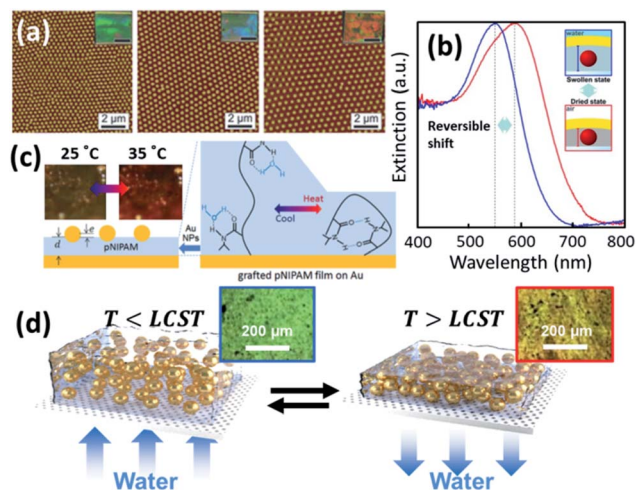 (a)
2 μm
2 μm
2 μm
(b)
Extinction (a.u.)
water
Swollen state
Dried state
air
Reversible
shift
400
500
600
700
800
Wavelength (nm)
(c)
25 ˚C
35 ˚C
d
e
pNIPAM
Au
NPs
Heat
Cool
grafted pNIPAM film on Au
(d)
T < LCST
200 μm
T > LCST
200 μm
Water
Water